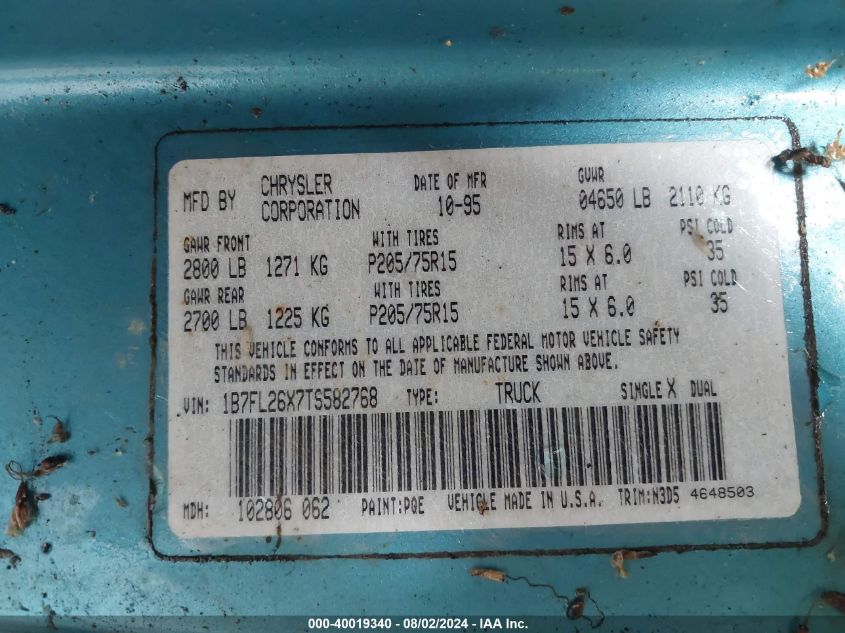 MFD BY CHRYSLER CORPORATION DATE OF MFR 10-95 GVWR 04650 LB 2110 KG
GAWR FRONT WITH TIRES RIMS AT PSI COLD
2800 LB 1271 KG P205/75R15 15 X 6.0 35
GAWR REAR WITH TIRES RIMS AT PSI COLD
2700 LB 1225 KG P205/75R15 15 X 6.0 35
THIS VEHICLE CONFORMS TO ALL APPLICABLE FEDERAL MOTOR VEHICLE SAFETY
STANDARDS IN EFFECT ON THE DATE OF MANUFACTURE SHOWN ABOVE.
VIN: 1B7FL26X7TS582768 TYPE: TRUCK SINGLE X DUAL
MDH: 102806 062 PAINT:PQE VEHICLE MADE IN U.S.A. TRIM:N3D5 4648503
000-40019340 - 08/02/2024 - IAA Inc.